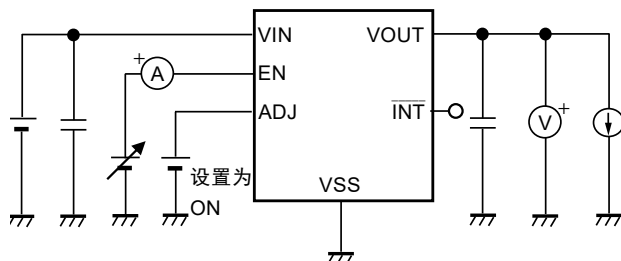 VIN
VOUT
+
A
EN
ADJ
INT
V
+
设置为
ON
VSS